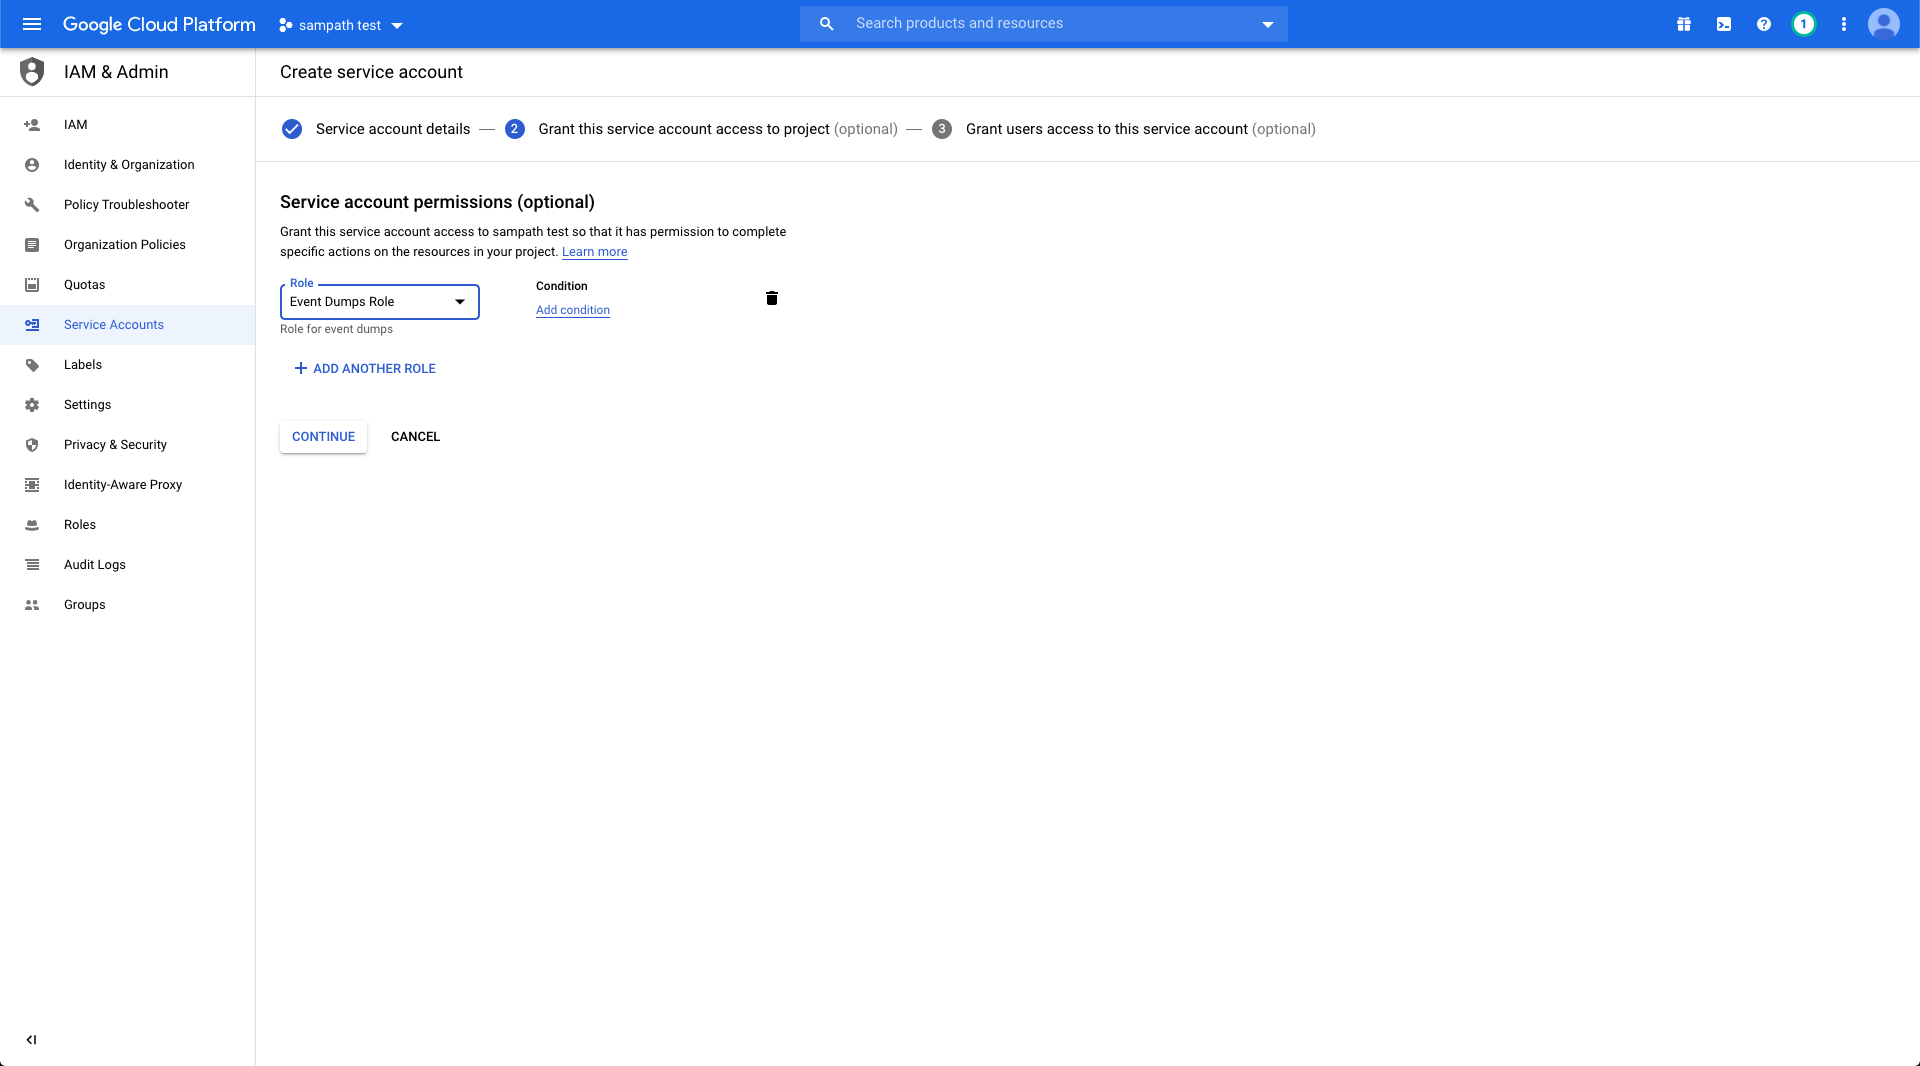 Google Cloud Platform
sampath test
Search products and resources
1
IAM & Admin
Create service account
Service account details — 2 Grant this service account access to project (optional) — 3 Grant users access to this service account (optional)
IAM
Identity & Organization
Policy Troubleshooter
Organization Policies
Quotas
Service Accounts
Labels
Settings
Privacy & Security
Identity-Aware Proxy
Roles
Audit Logs
Groups
Service account permissions (optional)
Grant this service account access to sampath test so that it has permission to complete
specific actions on the resources in your project. Learn more
Role
Event Dumps Role
Role for event dumps
Condition
Add condition
ADD ANOTHER ROLE
CONTINUE
CANCEL